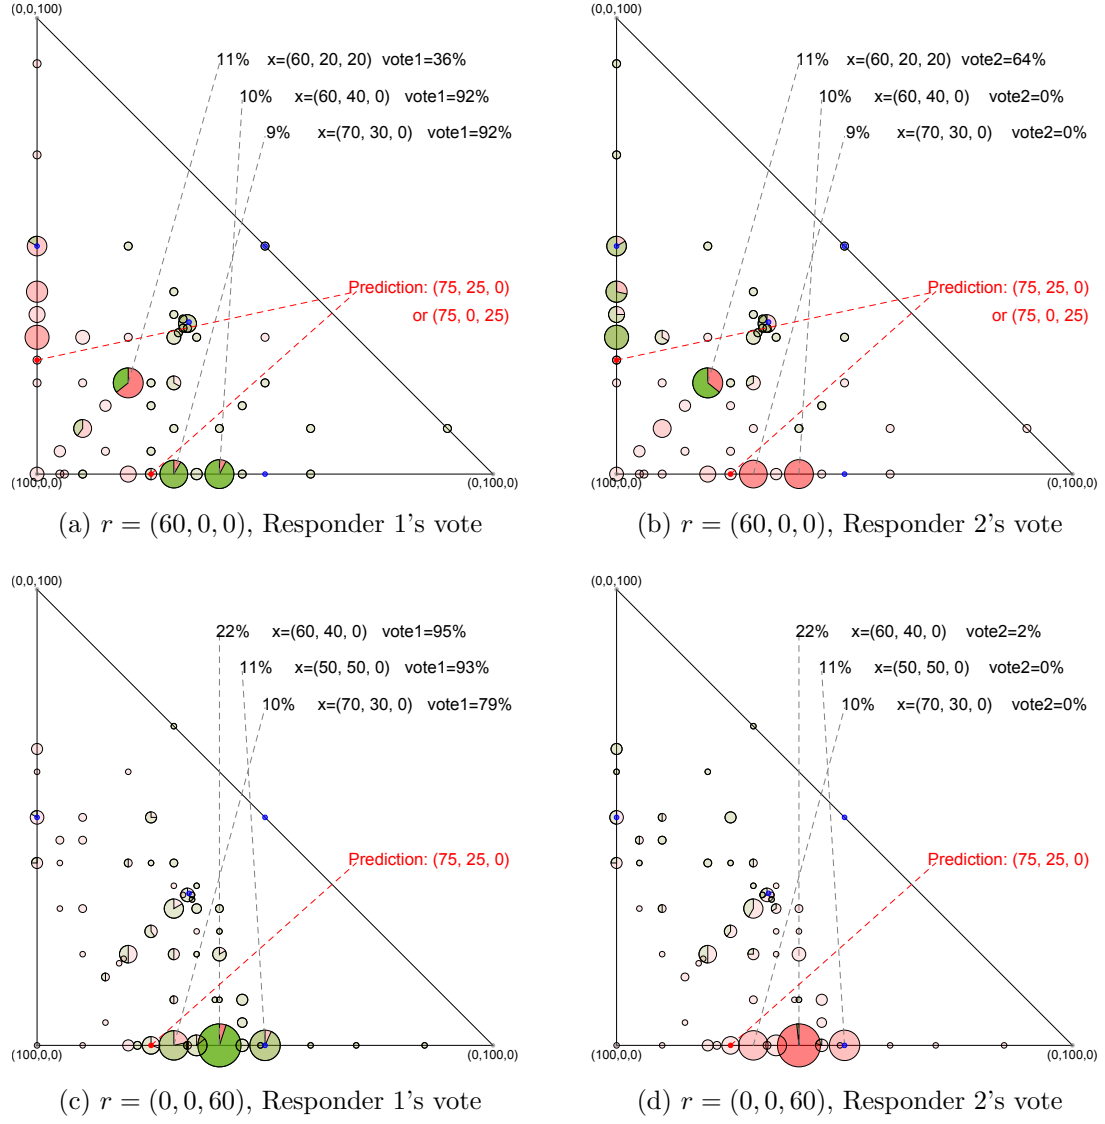 (0,0,100)
11% x=(60, 20, 20) vote1=36%
10% x=(60, 40, 0) vote1=92%
9% x=(70, 30, 0) vote1=92%
Prediction: (75, 25, 0)
or (75, 0, 25)
(100,0,0)
(0,100,0)
(a) r = (60, 0, 0), Responder 1's vote
(0,0,100)
11% x=(60, 20, 20) vote2=64%
10% x=(60, 40, 0) vote2=0%
9% x=(70, 30, 0) vote2=0%
Prediction: (75, 25, 0)
or (75, 0, 25)
(100,0,0)
(0,100,0)
(b) r = (60, 0, 0), Responder 2's vote
(0,0,100)
22% x=(60, 40, 0) vote1=95%
11% x=(50, 50, 0) vote1=93%
10% x=(70, 30, 0) vote1=79%
Prediction: (75, 25, 0)
(100,0,0)
(0,100,0)
(c) r = (0, 0, 60), Responder 1's vote
(0,0,100)
22% x=(60, 40, 0) vote2=2%
11% x=(50, 50, 0) vote2=0%
10% x=(70, 30, 0) vote2=0%
Prediction: (75, 25, 0)
(100,0,0)
(0,100,0)
(d) r = (0, 0, 60), Responder 2's vote